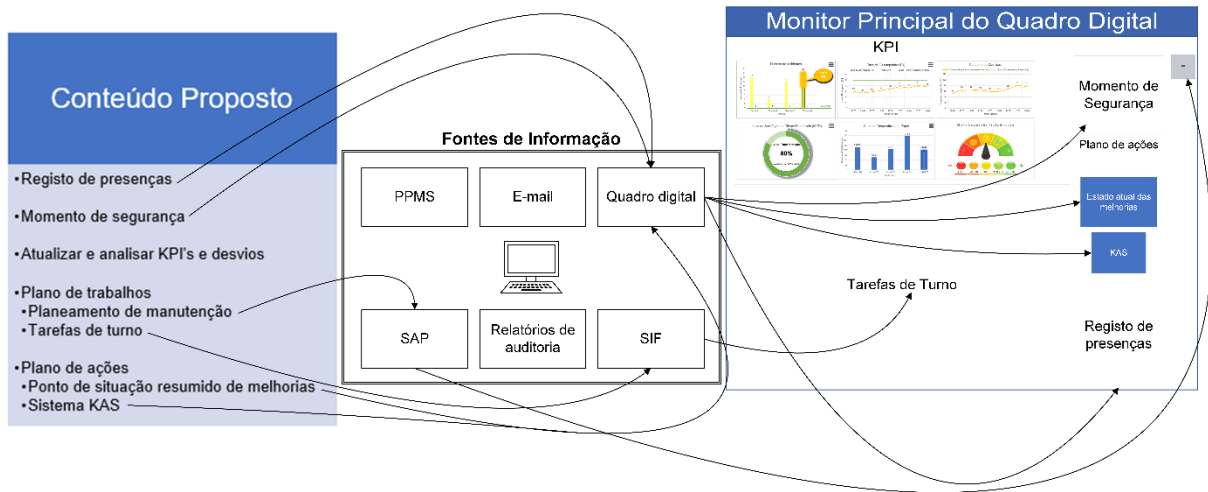 Monitor Principal do Quadro Digital
Conteúdo Proposto
•Registo de presenças
•Momento de segurança
•Atualizar e analisar KPI's e desvios
•Plano de trabalhos
•Planeamento de manutenção
•Tarefas de turno
•Plano de ações
•Ponto de situação resumido de melhorias
•Sistema KAS
Fontes de Informação
PPMS
E-mail
Quadro digital
SAP
Relatórios de
auditoria
SIF
KPI
80%
Momento de
Segurança
Plano de ações
Estado atual das
melhorias
KAS
Tarefas de Turno
Registo de
presenças
-